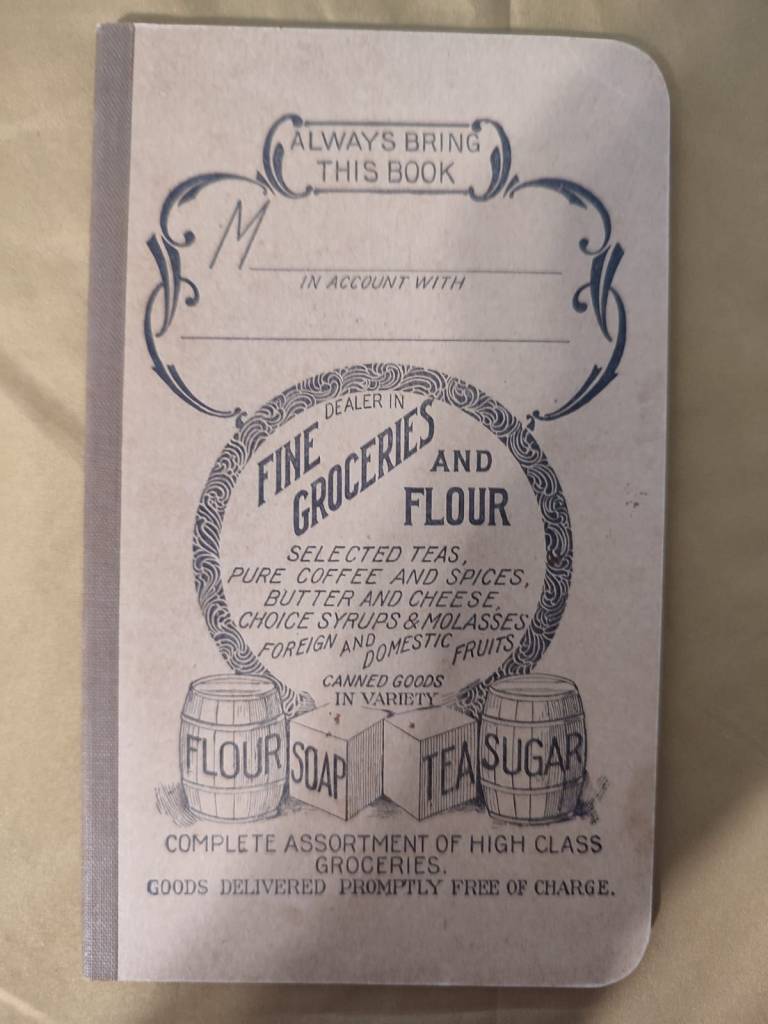 ALWAYS BRING
THIS BOOK
M
IN ACCOUNT WITH
DEALER IN
FINE
GROCERIES
AND
FLOUR
SELECTED TEAS,
PURE COFFEE AND SPICES,
BUTTER AND CHEESE,
CHOICE SYRUPS & MOLASSES
FOREIGN AND DOMESTIC FRUITS
CANNED GOODS
IN VARIETY
FLOUR SOAP TEA SUGAR
COMPLETE ASSORTMENT OF HIGH CLASS
GROCERIES.
GOODS DELIVERED PROMPTLY FREE OF CHARGE.